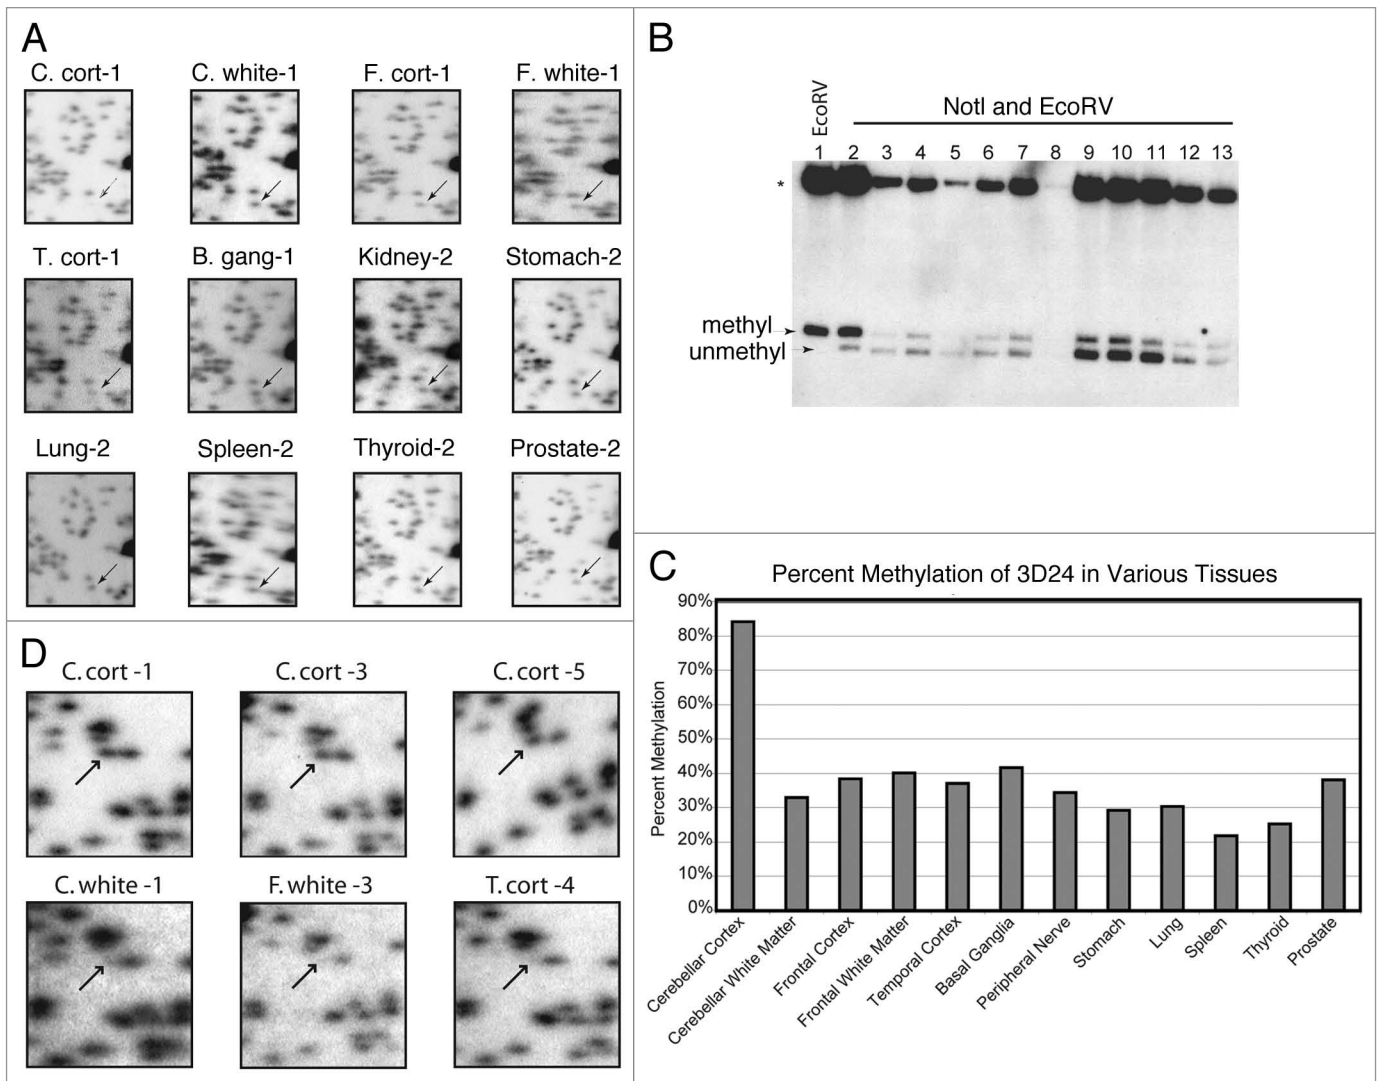 A
C. cort-1
C. white-1
F. cort-1
F. white-1
T. cort-1
B. gang-1
Kidney-2
Stomach-2
Lung-2
Spleen-2
Thyroid-2
Prostate-2
B
EcoRV
NotI and EcoRV
1 2 3 4 5 6 7 8 9 10 11 12 13
*
methyl
unmethyl
C
Percent Methylation of 3D24 in Various Tissues
Percent Methylation
90%
80%
70%
60%
50%
40%
30%
20%
10%
0%
Cerebellar Cortex
Cerebellar White Matter
Frontal Cortex
Frontal White Matter
Temporal Cortex
Basal Ganglia
Peripheral Nerve
Stomach
Lung
Spleen
Thyroid
Prostate
D
C.cort -1
C.cort -3
C.cort -5
C.white -1
F.white -3
T.cort -4